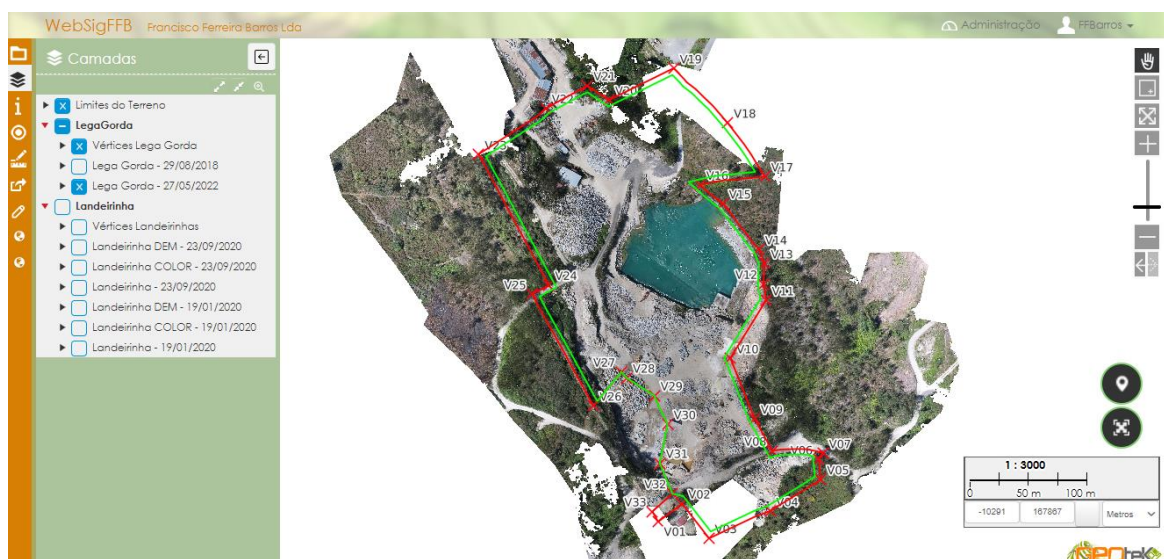 WebSigFFB Francisco Ferreira Barros Lda
Administração FFBarros
Camadas
Limites do Terreno
LegaGorda
Vértices Lega Gorda
Lega Gorda - 29/08/2018
Lega Gorda - 27/05/2022
Landeirinha
Vértices Landeirinhas
Landeirinha DEM - 23/09/2020
Landeirinha COLOR - 23/09/2020
Landeirinha - 23/09/2020
Landeirinha DEM - 19/01/2020
Landeirinha COLOR - 19/01/2020
Landeirinha - 19/01/2020
V19
V21
V20
V22
V18
V23
V17
V16
V15
V14
V13
V12
V24
V25
V11
V10
V27
V28
V26
V29
V09
V30
V08
V06
V07
V31
V05
V32
V02
V33
V04
V01
V03
1 : 3000
0 50 m 100 m
-10291 167867 Metros